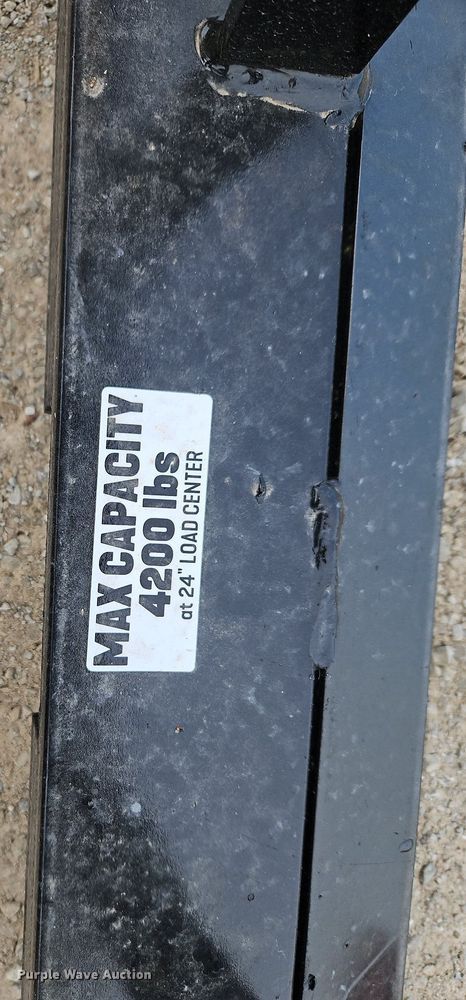 MAX CAPACITY
4200 lbs
at 24" LOAD CENTER
Purple Wave Auction